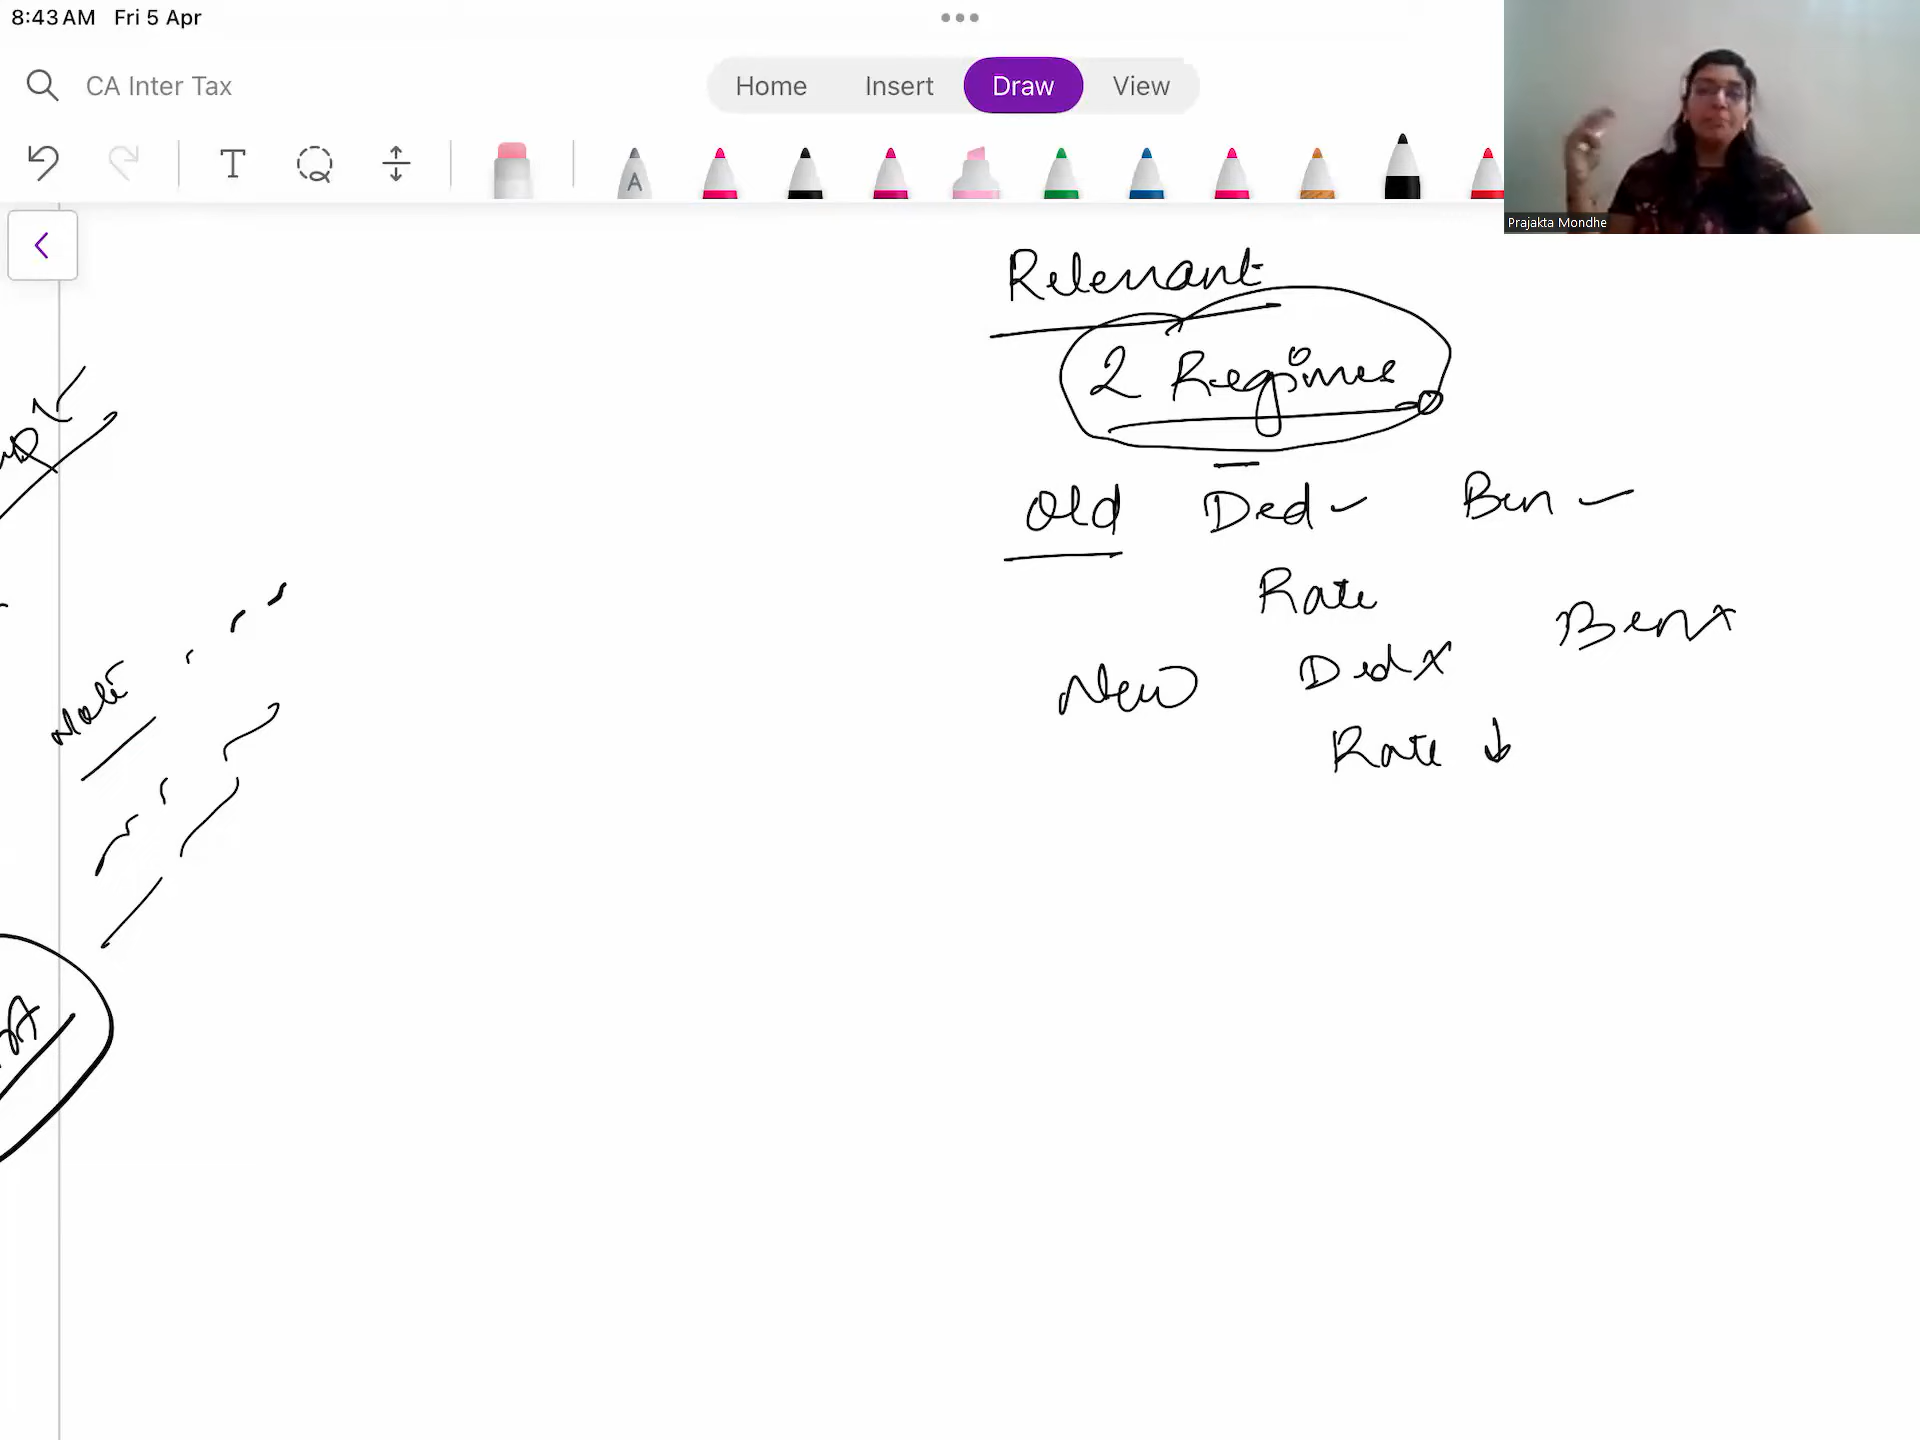 8:43 AM Fri 5 Apr
CA Inter Tax
Home Insert Draw View
T
A
Prajakta Mondhe
Relevant
2 Regimes
Old Ded ✓ Ben ✓
Rate
New Ded x Ben x
Rate ↓